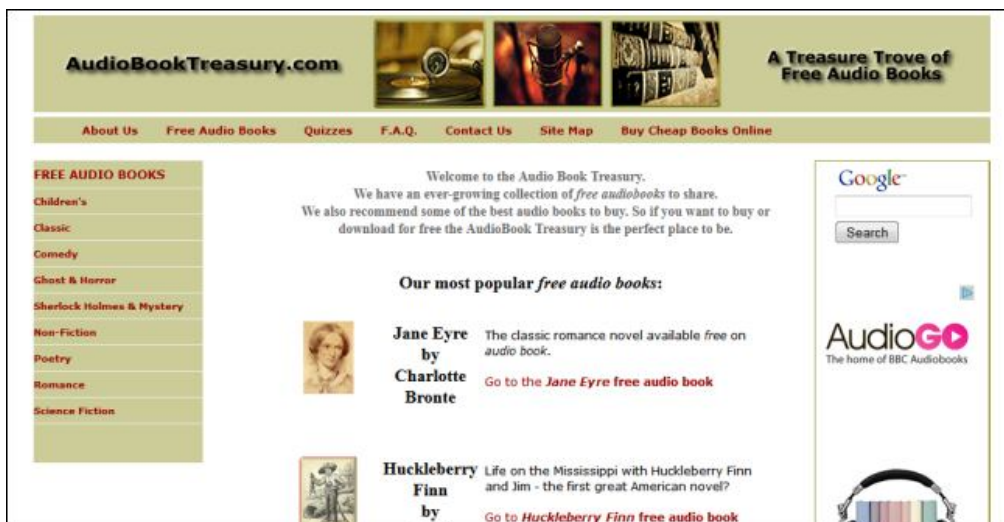 AudioBookTreasury.com
A Treasure Trove of
Free Audio Books
About Us Free Audio Books Quizzes F.A.Q. Contact Us Site Map Buy Cheap Books Online
FREE AUDIO BOOKS
Children's
Classic
Comedy
Ghost & Horror
Sherlock Holmes & Mystery
Non-Fiction
Poetry
Romance
Science Fiction
Welcome to the Audio Book Treasury.
We have an ever-growing collection of free audiobooks to share.
We also recommend some of the best audio books to buy. So if you want to buy or
download for free the AudioBook Treasury is the perfect place to be.
Our most popular free audio books:
Jane Eyre
by
Charlotte
Bronte
The classic romance novel available free on
audio book.
Go to the Jane Eyre free audio book
Huckleberry
Finn
by
Life on the Mississippi with Huckleberry Finn
and Jim - the first great American novel?
Go to Huckleberry Finn free audio book
Google
Search
AudioGO
The home of BBC Audiobooks